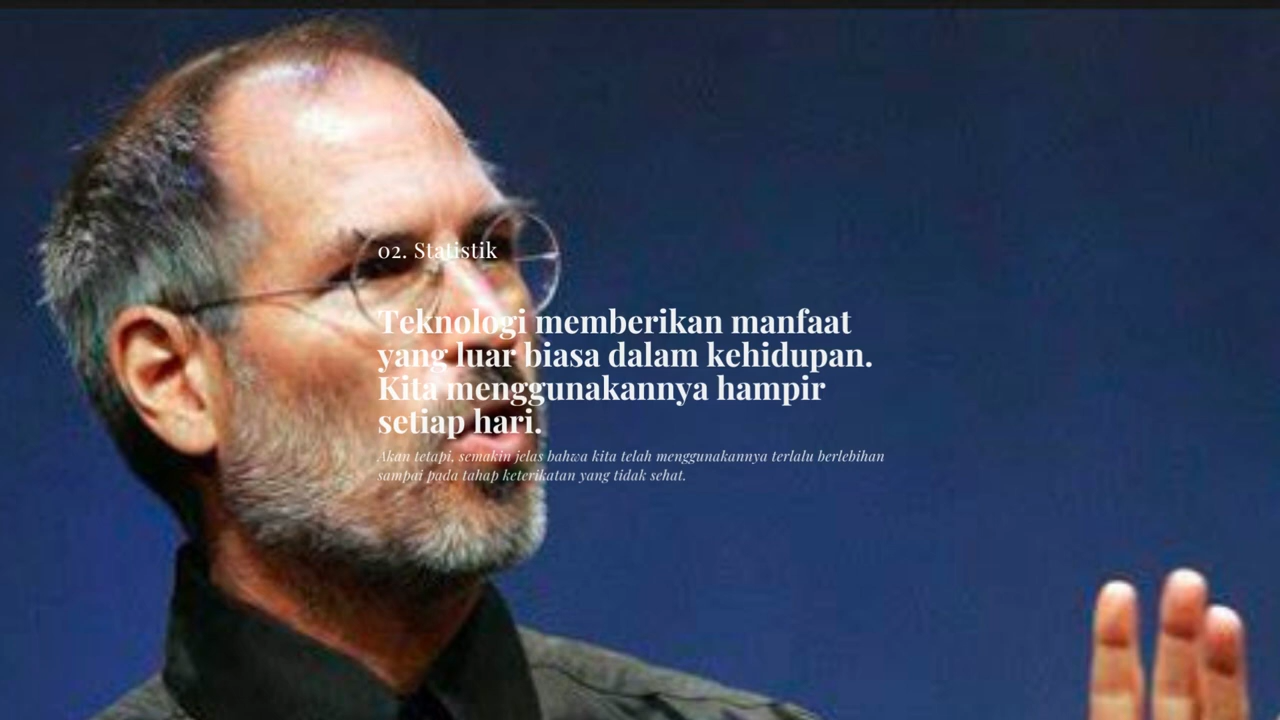 02. Statistik
Teknologi memberikan manfaat
yang luar biasa dalam kehidupan.
Kita menggunakannya hampir
setiap hari.
Akan tetapi, semakin jelas bahwa kita telah menggunakannya terlalu berlebihan
sampai pada tahap keterikatan yang tidak sehat.